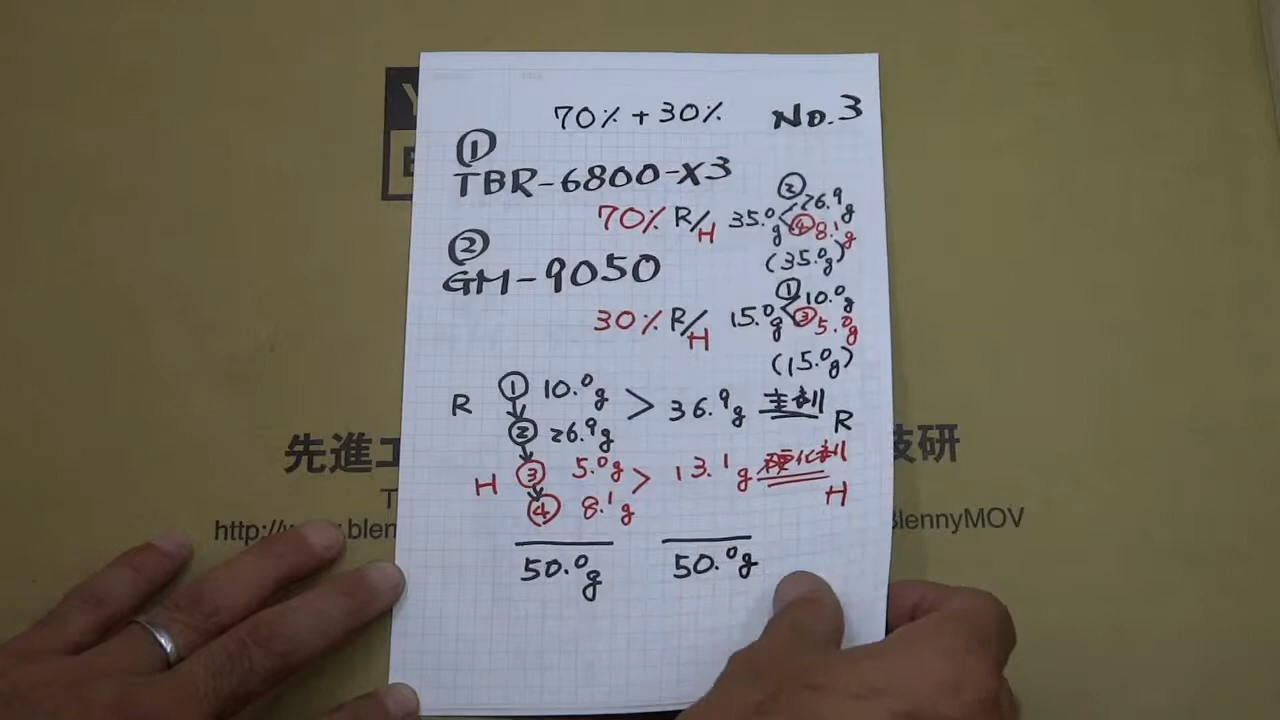 70%+30% No.3
①
TBR-6800-X3
70% R/H 35.0g ② 26.9g
④ 8.1g
(35.0g)
②
GM-9050
30% R/H 15.0g ① 10.0g
③ 5.0g
(15.0g)
R ① 10.0g > 36.9g 主剤 R
② 26.9g
H ③ 5.0g > 13.1g 硬化剤 H
④ 8.1g
50.0g 50.0g
先進工 技研
http://www.blenn BlennyMOV